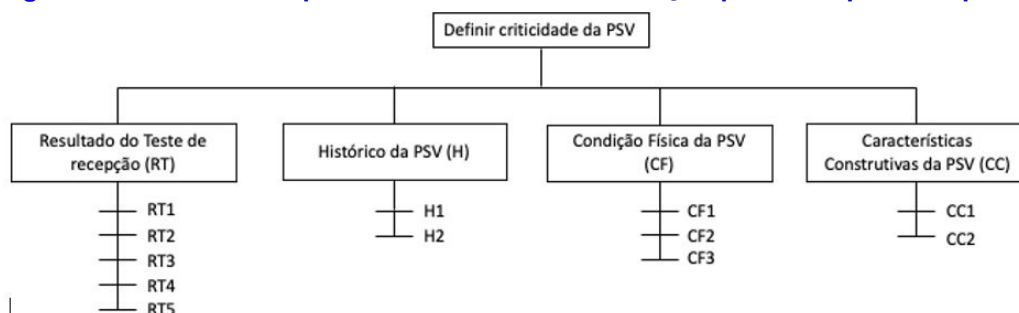 Definir criticidade da PSV
Resultado do Teste de
recepção (RT)
Histórico da PSV (H)
Condição Física da PSV
(CF)
Características
Construtivas da PSV (CC)
RT1
RT2
RT3
RT4
RT5
H1
H2
CF1
CF2
CF3
CC1
CC2